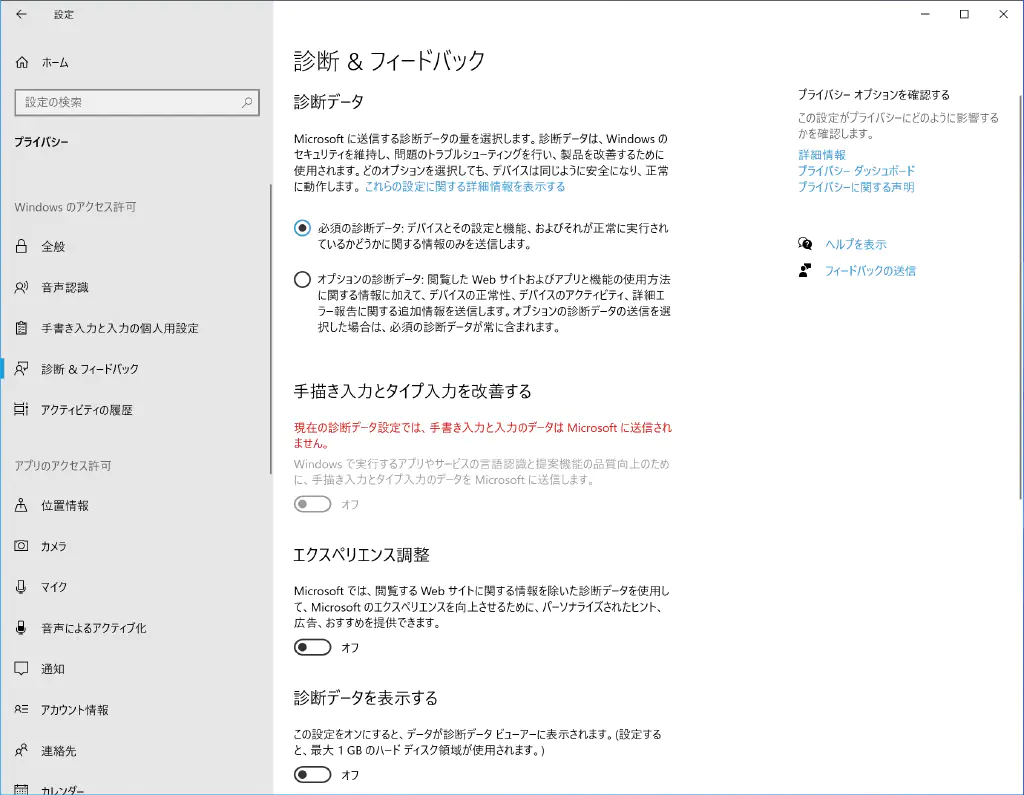 設定
ホーム
設定の検索
プライバシー
Windows のアクセス許可
全般
音声認識
手書き入力と入力の個人用設定
診断 & フィードバック
アクティビティの履歴
アプリのアクセス許可
位置情報
カメラ
マイク
音声によるアクティブ化
通知
アカウント情報
連絡先
カレンダー
診断 & フィードバック
診断データ
Microsoft に送信する診断データの量を選択します。診断データは、Windows の
セキュリティを維持し、問題のトラブルシューティングを行い、製品を改善するために
使用されます。どのオプションを選択しても、デバイスは同じように安全になり、正常
に動作します。これらの設定に関する詳細情報を表示する
必須の診断データ: デバイスとその設定と機能、およびそれが正常に実行され
ているかどうかに関する情報のみを送信します。
オプションの診断データ: 閲覧した Web サイトおよびアプリと機能の使用方法
に関する情報に加えて、デバイスの正常性、デバイスのアクティビティ、詳細エ
ラー報告に関する追加情報を送信します。オプションの診断データの送信を選
択した場合は、必須の診断データが常に含まれます。
手描き入力とタイプ入力を改善する
現在の診断データ設定では、手書き入力と入力のデータは Microsoft に送信され
ません。
Windows で実行するアプリやサービスの言語認識と提案機能の品質向上のため
に、手描き入力とタイプ入力のデータを Microsoft に送信します。
オフ
エクスペリエンス調整
Microsoft では、閲覧する Web サイトに関する情報を除いた診断データを使用し
て、Microsoft のエクスペリエンスを向上させるために、パーソナライズされたヒント、
広告、おすすめを提供できます。
オフ
診断データを表示する
この設定をオンにすると、データが診断データ ビューアーに表示されます。(設定する
と、最大 1 GB のハード ディスク領域が使用されます。)
オフ
プライバシー オプションを確認する
この設定がプライバシーにどのように影響する
かを確認します。
詳細情報
プライバシー ダッシュボード
プライバシーに関する声明
ヘルプを表示
フィードバックの送信